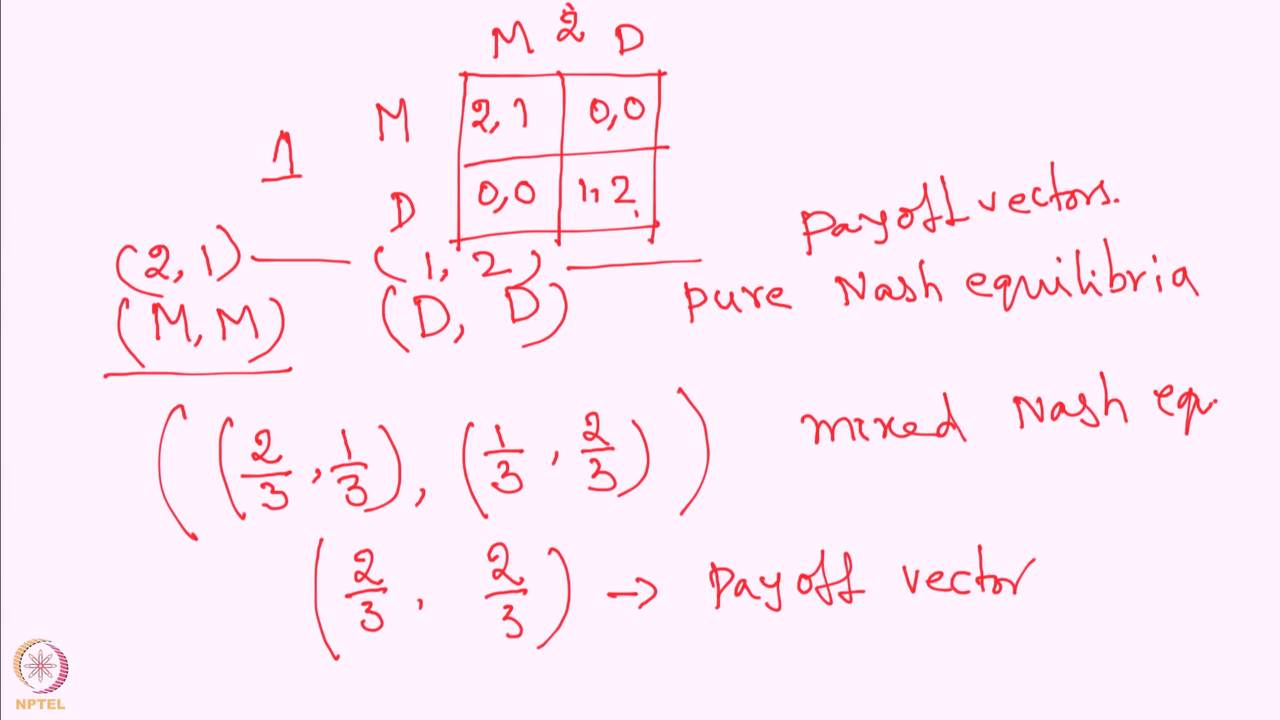 M 2 D
1 M 2,1 0,0
D 0,0 1,2
Payoff vectors.
(2,1) — (1,2) —
(M,M) (D,D) pure Nash equilibria
((2/3, 1/3), (1/3, 2/3)) mixed Nash eq.
(2/3, 2/3) → Payoff vector
NPTEL